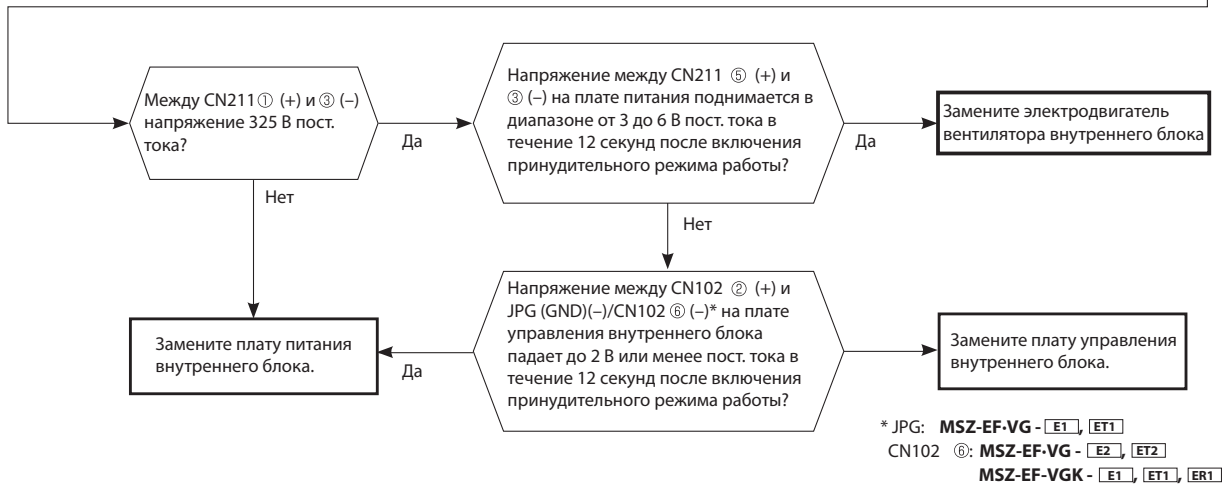 Между CN211 ① (+) и ③ (–)
напряжение 325 В пост.
тока?
Да
Нет
Напряжение между CN211 ⑤ (+) и
③ (–) на плате питания поднимается в
диапазоне от 3 до 6 В пост. тока в
течение 12 секунд после включения
принудительного режима работы?
Да
Нет
Замените электродвигатель
вентилятора внутреннего блока
Замените плату питания
внутреннего блока.
Да
Напряжение между CN102 ② (+) и
JPG (GND)(–)/CN102 ⑥ (–)* на плате
управления внутреннего блока
падает до 2 В или менее пост. тока в
течение 12 секунд после включения
принудительного режима работы?
Замените плату управления
внутреннего блока.
* JPG: MSZ-EF·VG - E1, ET1
CN102 ⑥: MSZ-EF·VG - E2, ET2
MSZ-EF-VGK - E1, ET1, ER1